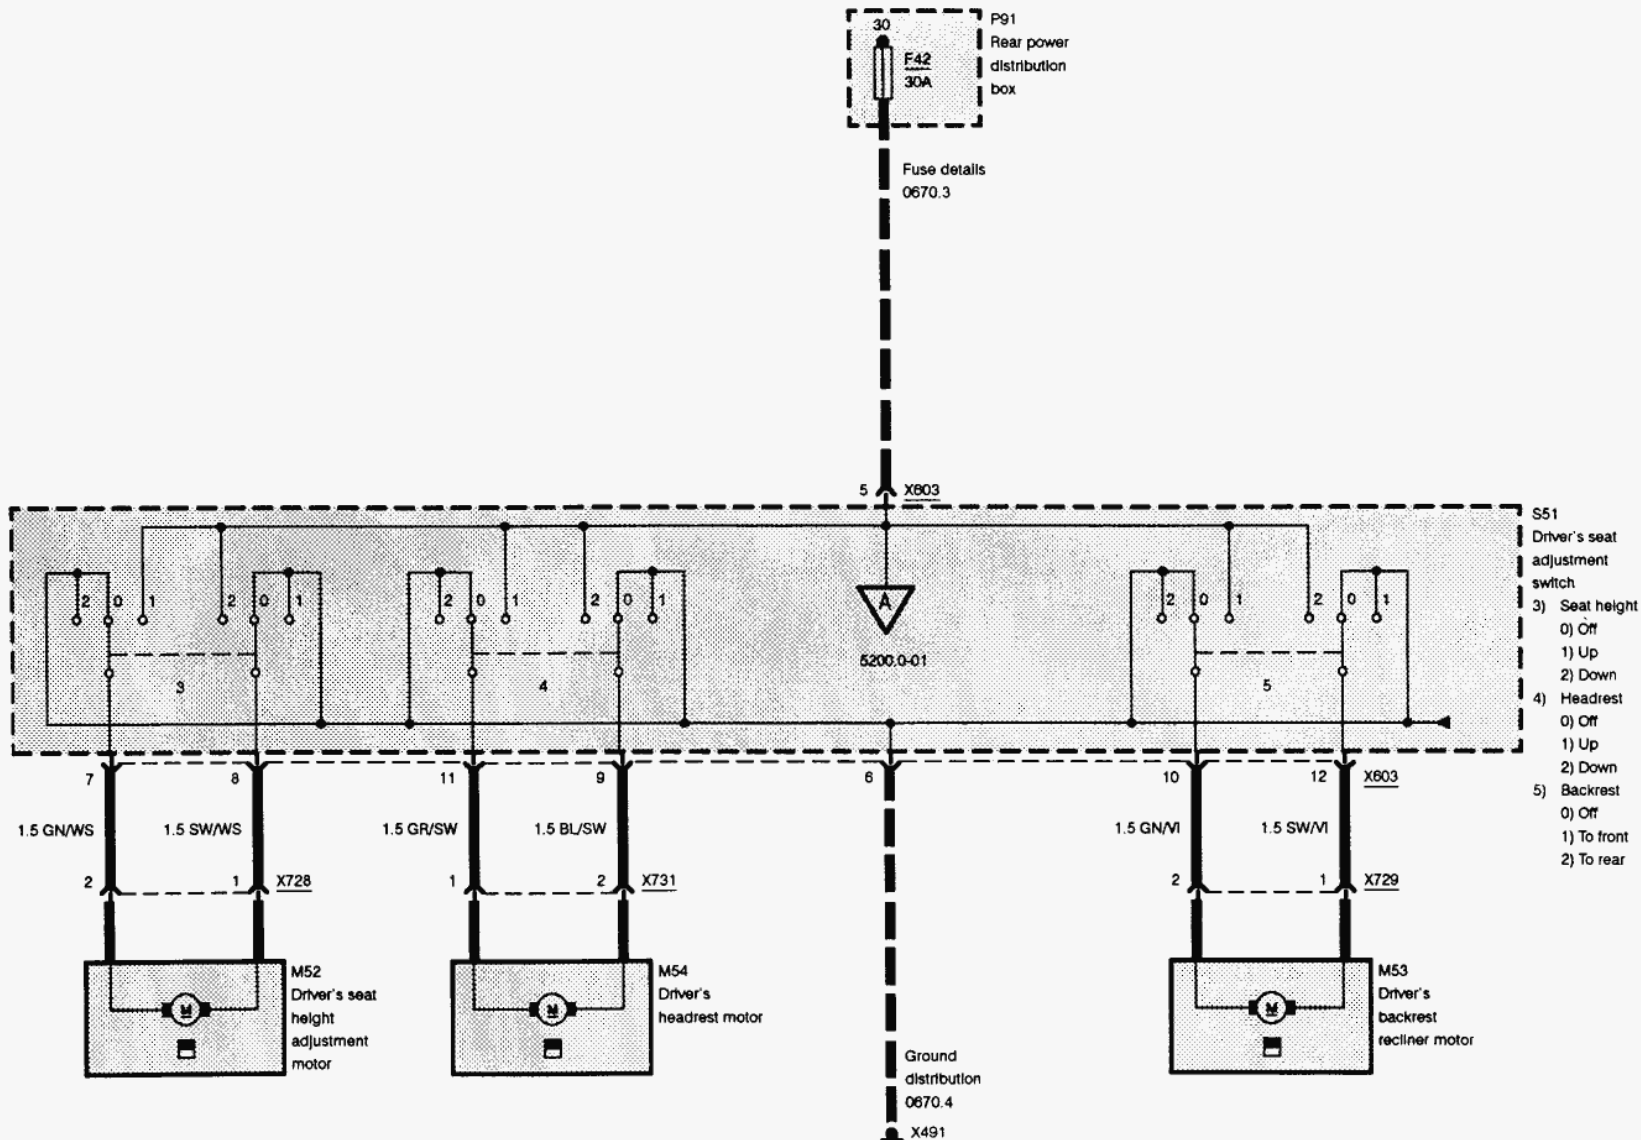 30
F42
30A
P91
Rear power
distribution
box
Fuse details
0670.3
5 X603
S51
Driver's seat
adjustment
switch
3) Seat height
0) Off
1) Up
2) Down
4) Headrest
0) Off
1) Up
2) Down
5) Backrest
0) Off
1) To front
2) To rear
2 0 1 2 0 1 2 0 1 2 0 1 A 2 0 1 2 0 1
5200.0-01
3 4 5
7 8 11 9 6 10 12 X603
1.5 GN/WS 1.5 SW/WS 1.5 GR/SW 1.5 BL/SW 1.5 GN/VI 1.5 SW/VI
2 1 X728 1 2 X731 2 1 X729
M52
Driver's seat
height
adjustment
motor
M
M54
Driver's
headrest motor
M
M53
Driver's
backrest
recliner motor
M
Ground
distribution
0670.4
X491